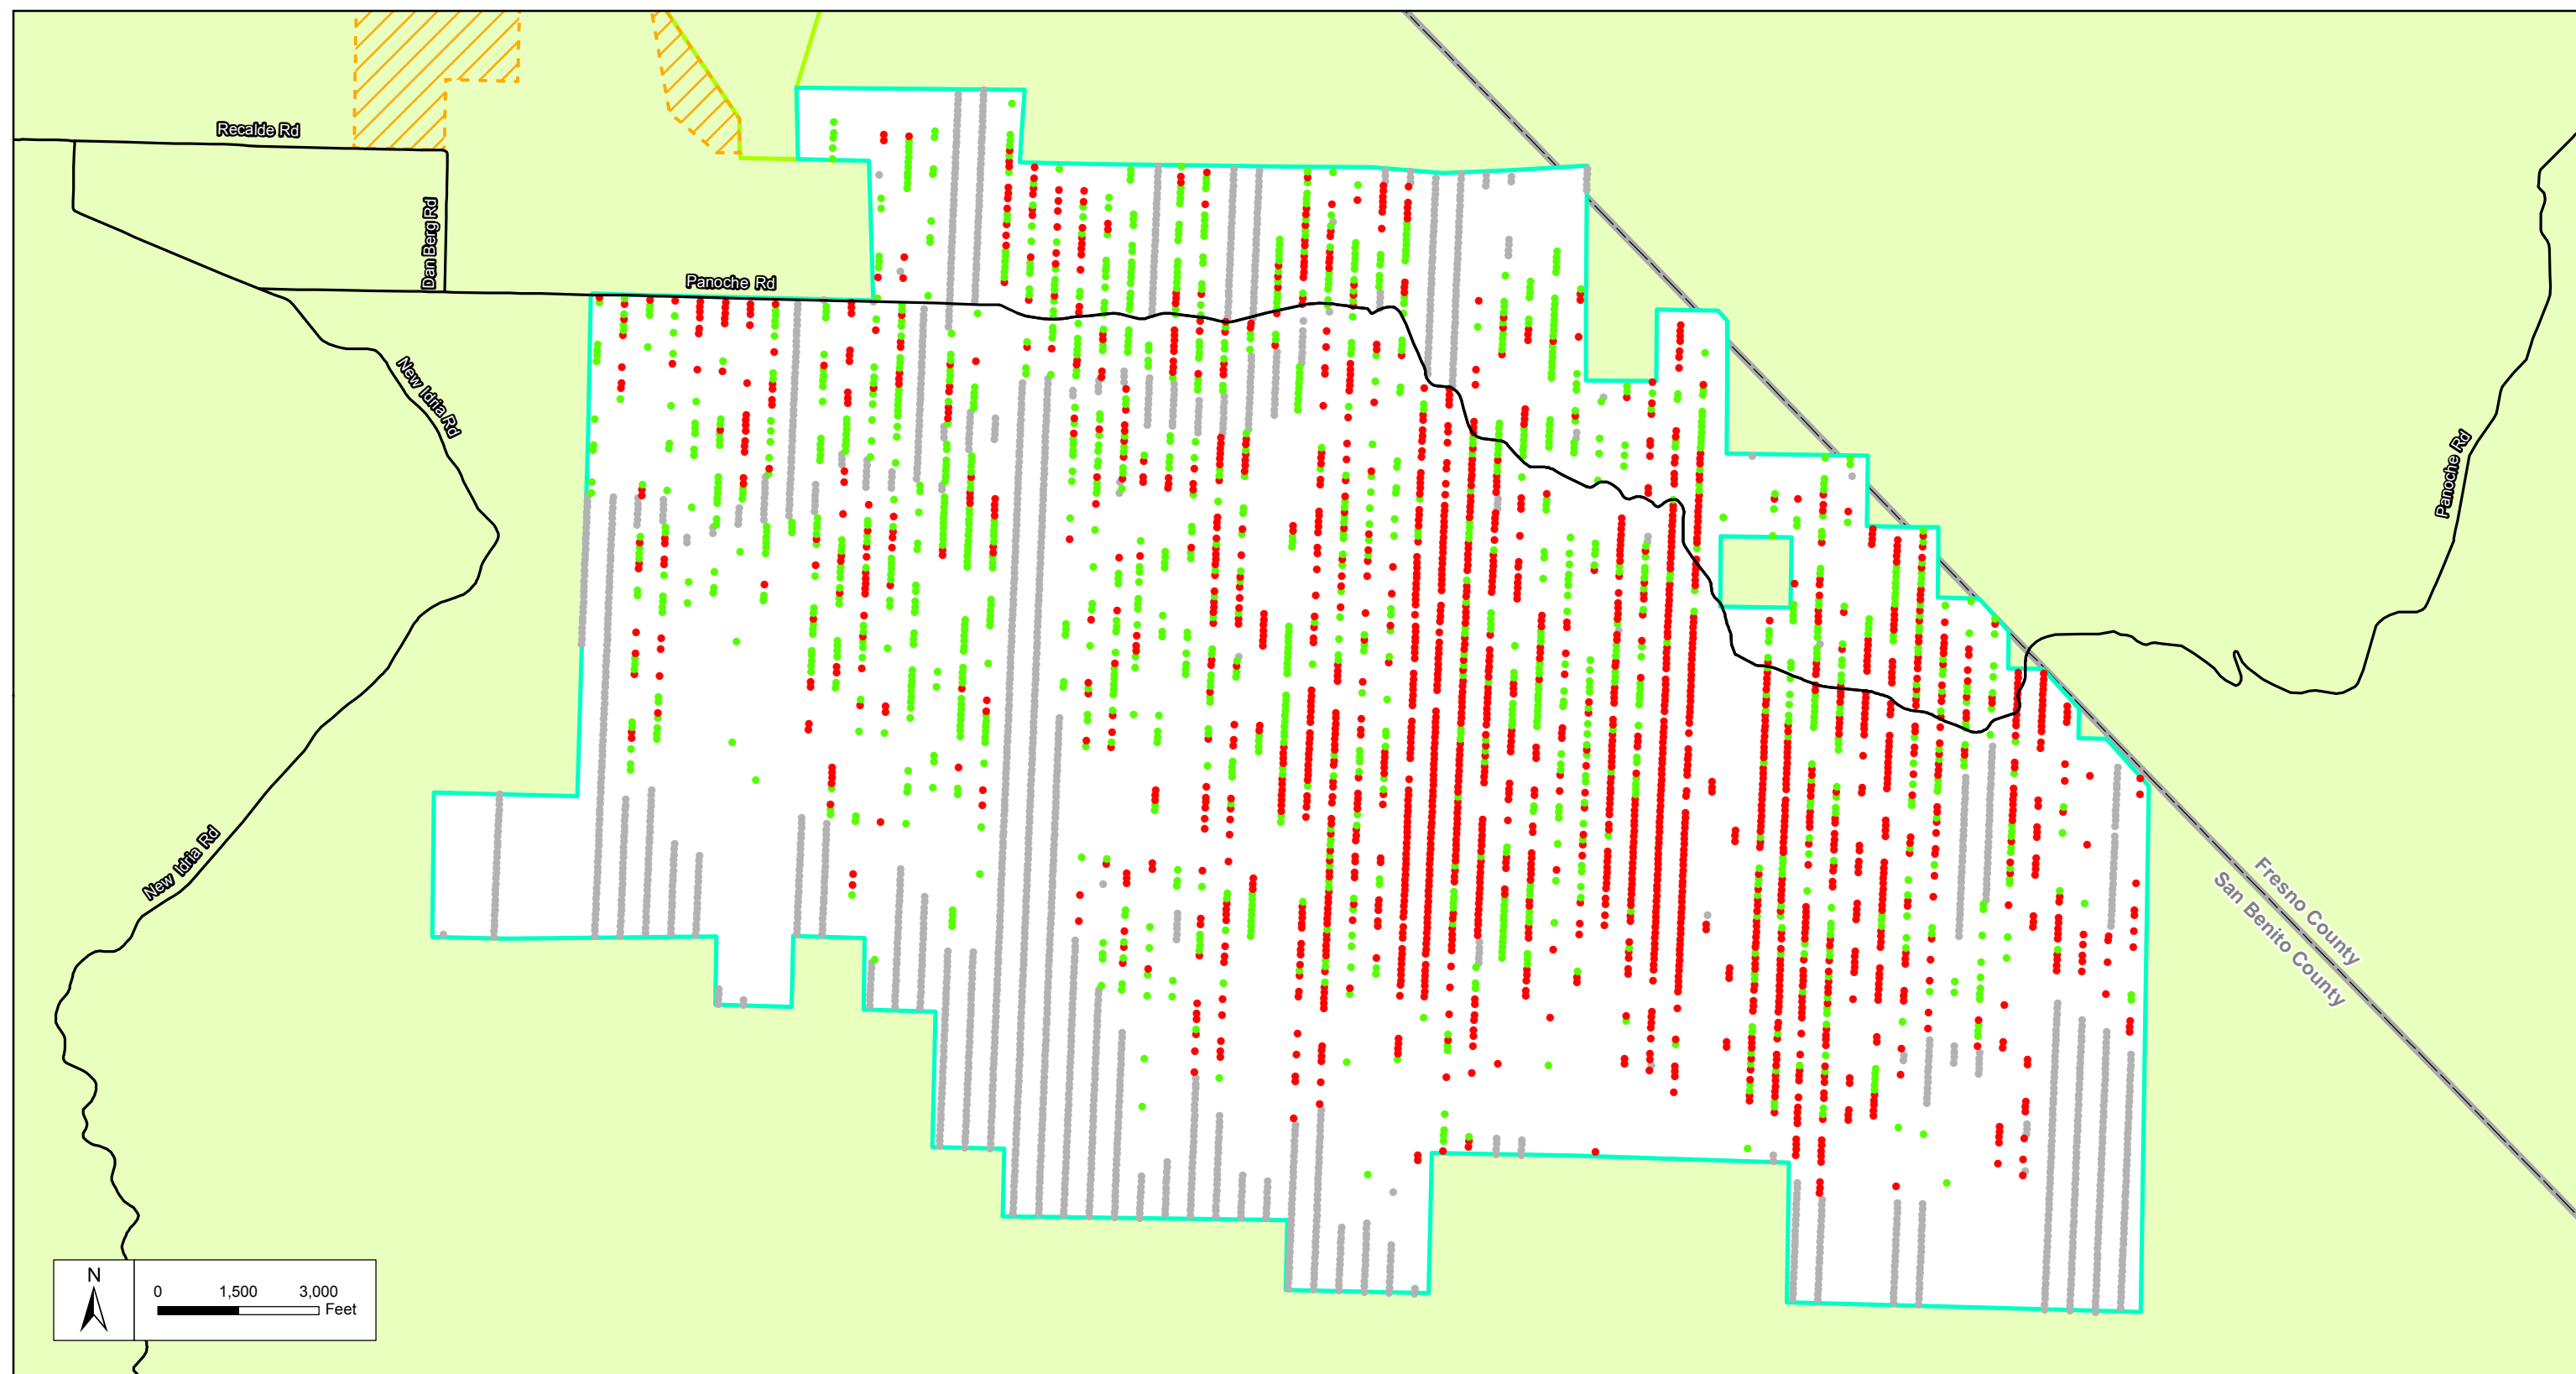 Recalde Rd
Dan Berg Rd
Panoche Rd
New Idria Rd
Panoche Rd
New Idria Rd
Fresno County
San Benito County
N
0 1,500 3,000
Feet